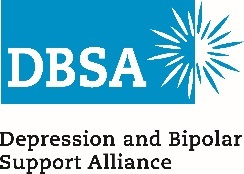 DBSA
Depression and Bipolar
Support Alliance